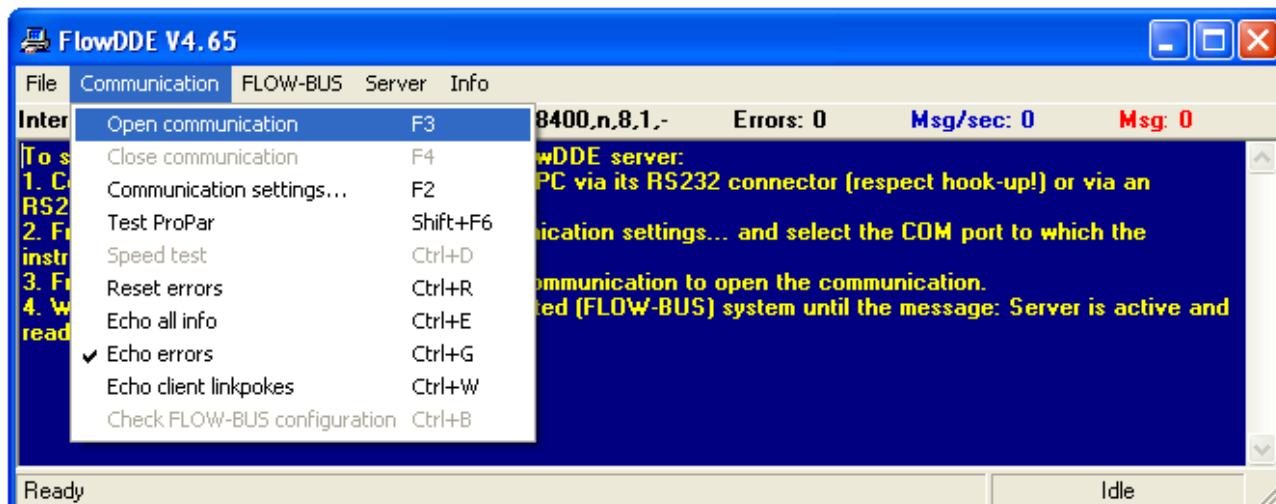 FlowDDE V4.65
File Communication FLOW-BUS Server Info
Inter 8400,n,8,1,- Errors: 0 Msg/sec: 0 Msg: 0
Open communication F3
Close communication F4
Communication settings... F2
Test ProPar Shift+F6
Speed test Ctrl+D
Reset errors Ctrl+R
Echo all info Ctrl+E
✓ Echo errors Ctrl+G
Echo client linkpokes Ctrl+W
Check FLOW-BUS configuration Ctrl+B
To s wDDE server:
1. C PC via its RS232 connector (respect hook-up!) or via an
RS2
2. F ication settings... and select the COM port to which the
instr
3. F ommunication to open the communication.
4. W ted (FLOW-BUS) system until the message: Server is active and
read
Ready Idle